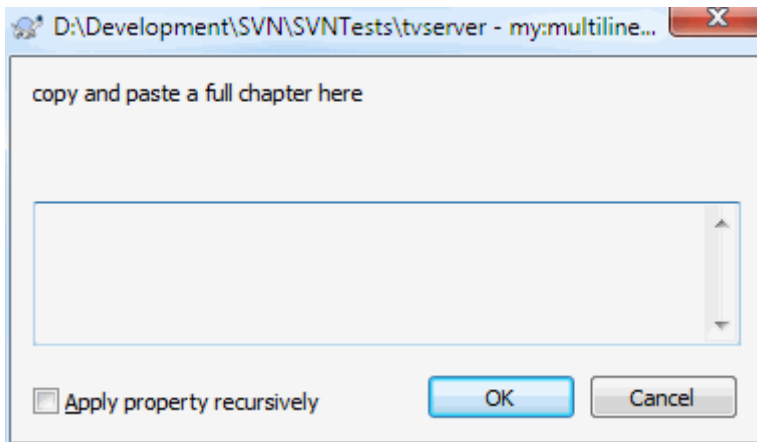 D:\Development\SVN\SVNTests\tvserver - my:multiline...
copy and paste a full chapter here
Apply property recursively
OK
Cancel